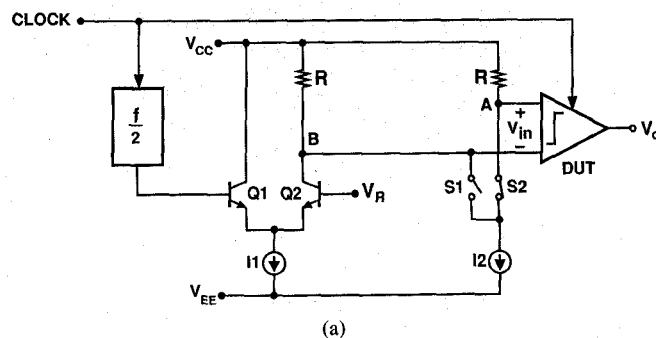 CLOCK
V_CC
R
R
A
f/2
B
+
V_in
−
V_o
DUT
Q1
Q2
V_R
S1
S2
I1
I2
V_EE
(a)